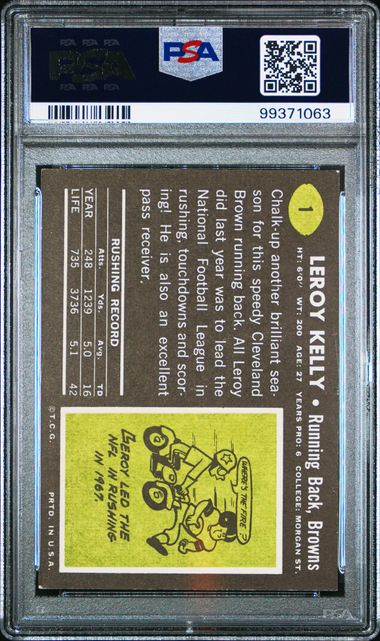 PSA
PSA
99371063
1
LEROY KELLY • Running Back, Browns
HT: 6'0" WT: 200 AGE: 27 YEARS PRO: 6 COLLEGE: MORGAN ST.
Chalk-up another brilliant sea-
son for this speedy Cleveland
Brown running back. All Leroy
did last year was to lead the
National Football League in
rushing, touchdowns and scor-
ing! He is also an excellent
pass receiver.
RUSHING RECORD
Atts. Yds. Avg. TD
YEAR 248 1239 5.0 16
LIFE 735 3736 5.1 42
WHERE'S THE FIRE?
LEROY LED THE
NFL IN RUSHING
IN 1967.
© T.C.G. PRTD. IN U.S.A.
PSA